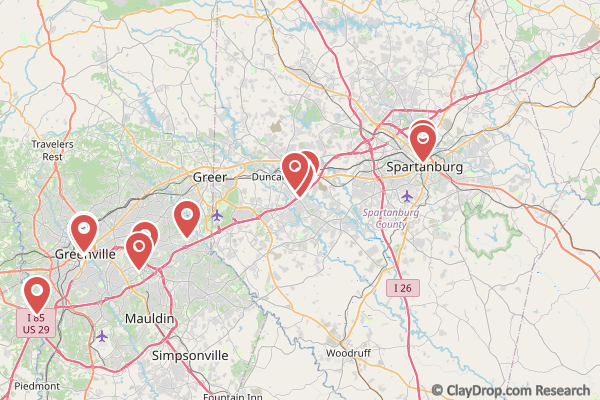 Travelers
Rest
Greer
Duncan
Spartanburg
Spartanburg
County
Greenville
I 26
I 85
US 29
Mauldin
Simpsonville
Woodruff
Piedmont
Fountain Inn
© ClayDrop.com Research